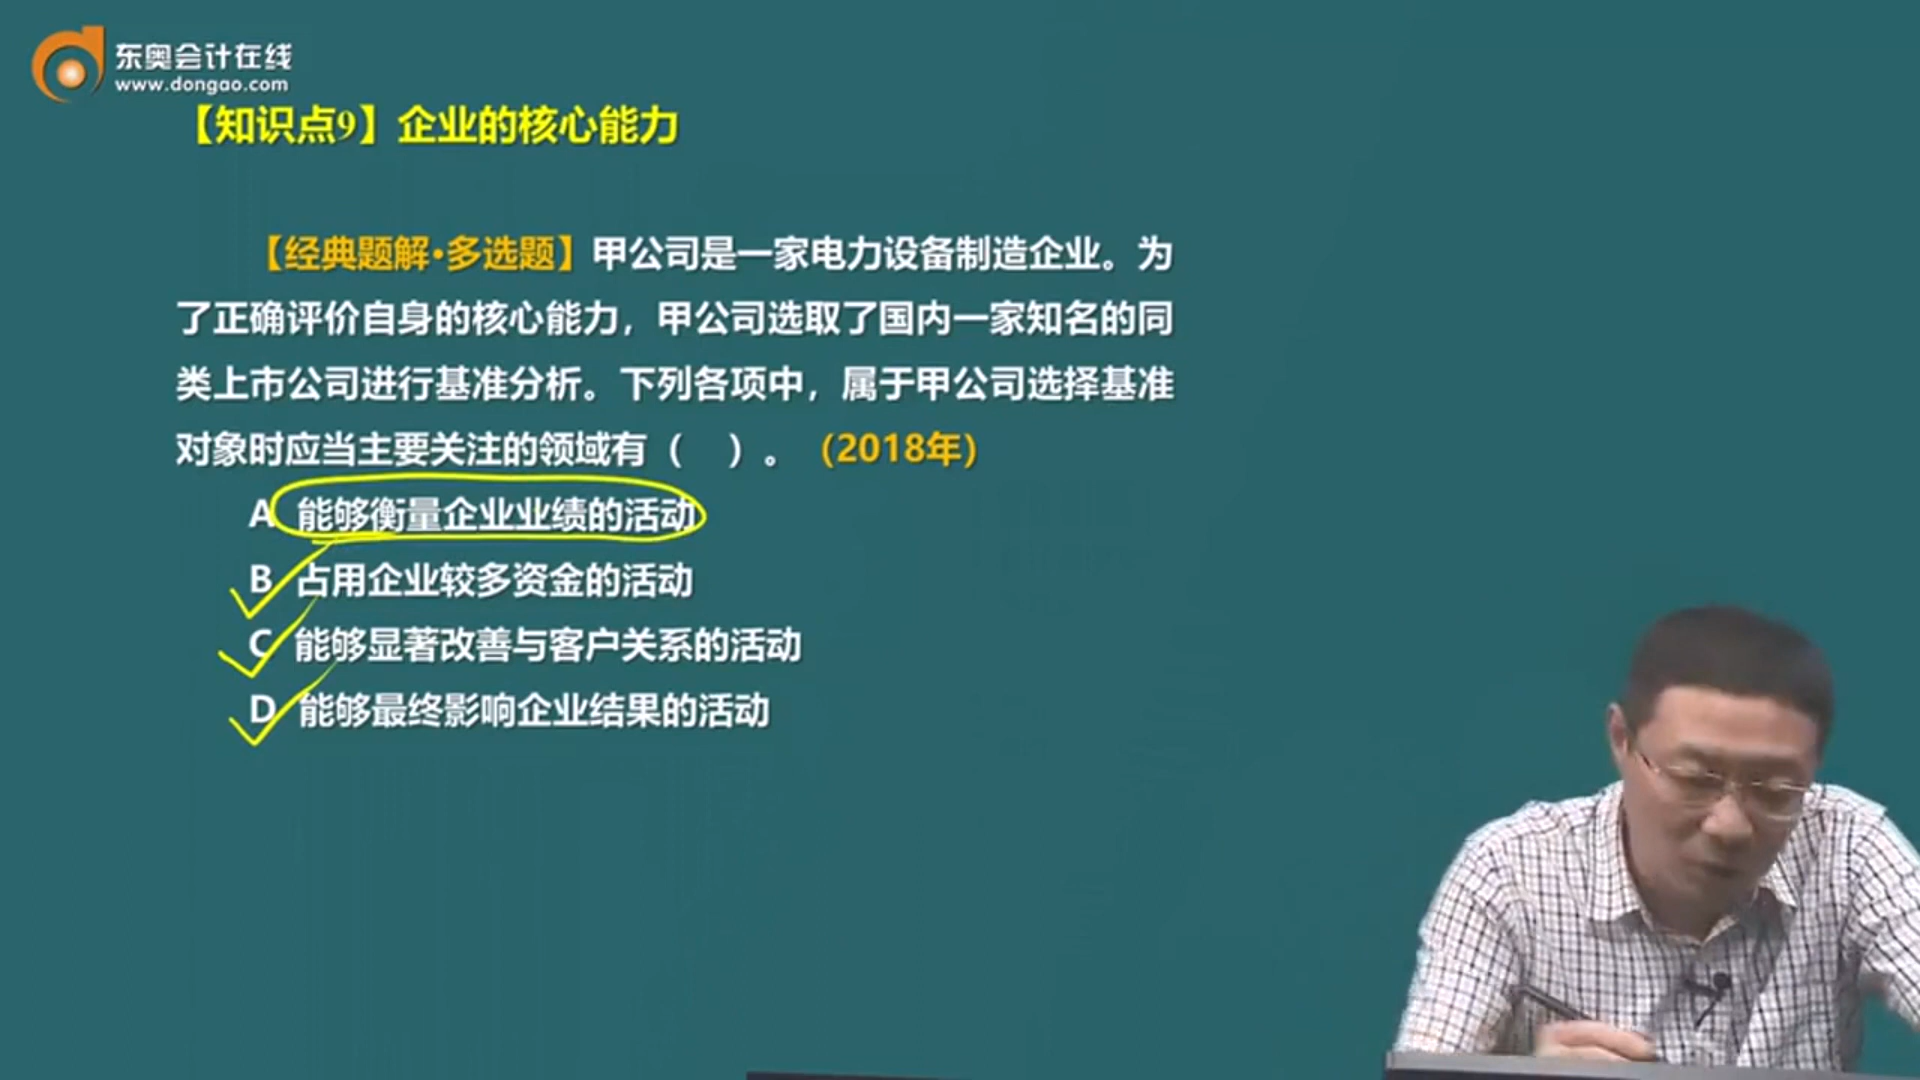 东奥会计在线
www.dongao.com
【知识点9】企业的核心能力
【经典题解·多选题】甲公司是一家电力设备制造企业。为
了正确评价自身的核心能力，甲公司选取了国内一家知名的同
类上市公司进行基准分析。下列各项中，属于甲公司选择基准
对象时应当主要关注的领域有（ ）。（2018年）
A 能够衡量企业业绩的活动
B 占用企业较多资金的活动
C 能够显著改善与客户关系的活动
D 能够最终影响企业结果的活动